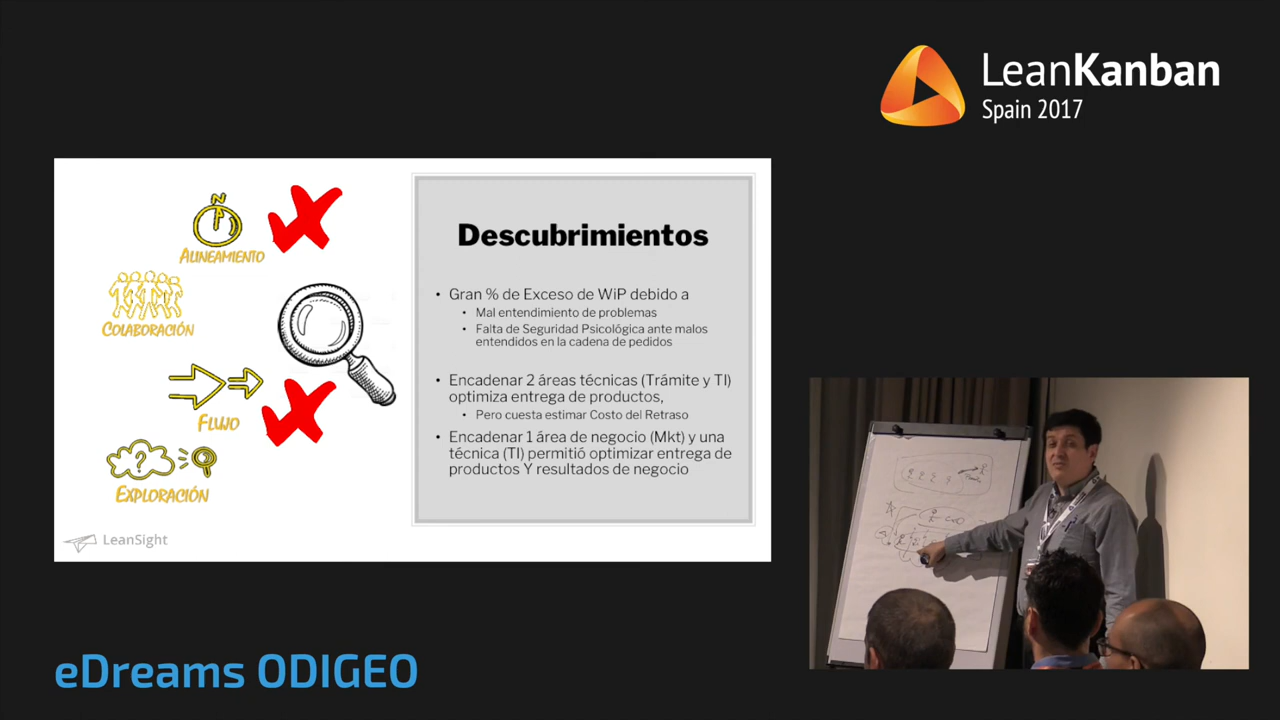 LeanKanban
Spain 2017
N
ALINEAMIENTO
COLABORACIÓN
FLUJO
?
EXPLORACIÓN
LeanSight
Descubrimientos
• Gran % de Exceso de WiP debido a
• Mal entendimiento de problemas
• Falta de Seguridad Psicológica ante malos
entendidos en la cadena de pedidos
• Encadenar 2 áreas técnicas (Trámite y TI)
optimiza entrega de productos,
• Pero cuesta estimar Costo del Retraso
• Encadenar 1 área de negocio (Mkt) y una
técnica (TI) permitió optimizar entrega de
productos Y resultados de negocio
eDreams ODIGEO